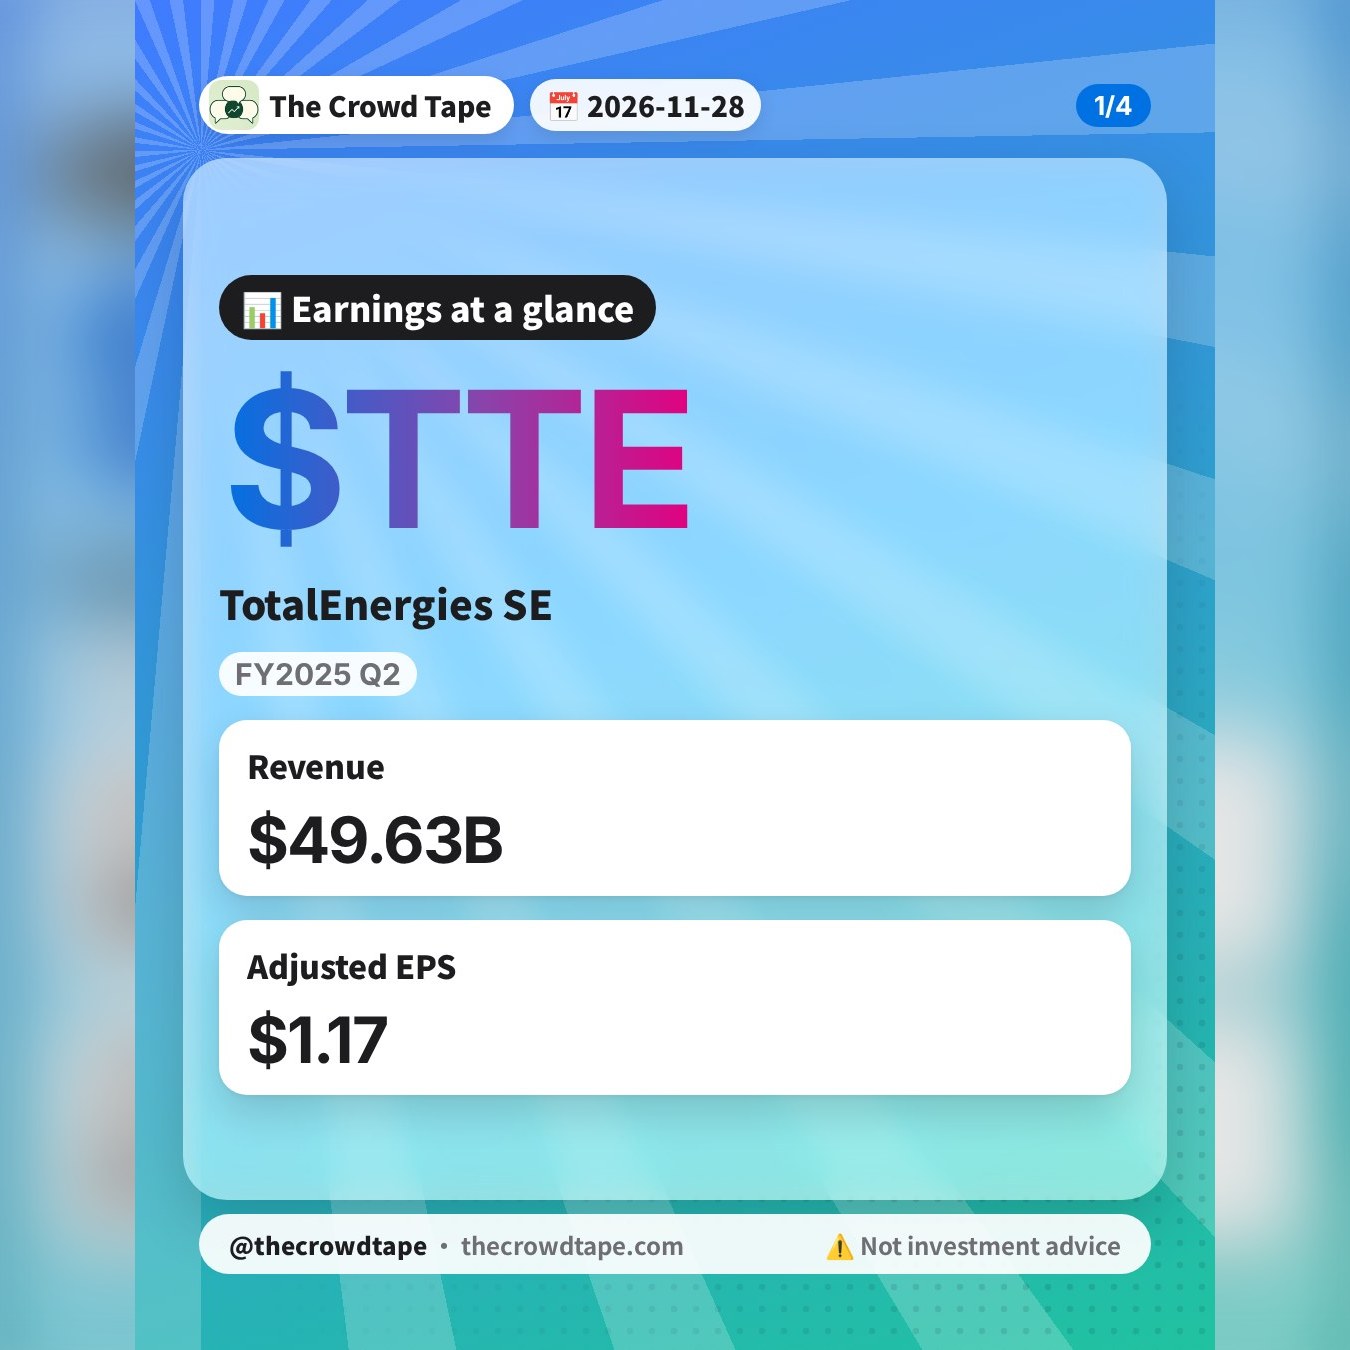 The Crowd Tape
📅 2026-11-28
1/4
📊 Earnings at a glance
$TTE
TotalEnergies SE
FY2025 Q2
Revenue
$49.63B
Adjusted EPS
$1.17
@thecrowdtape • thecrowdtape.com
⚠️ Not investment advice